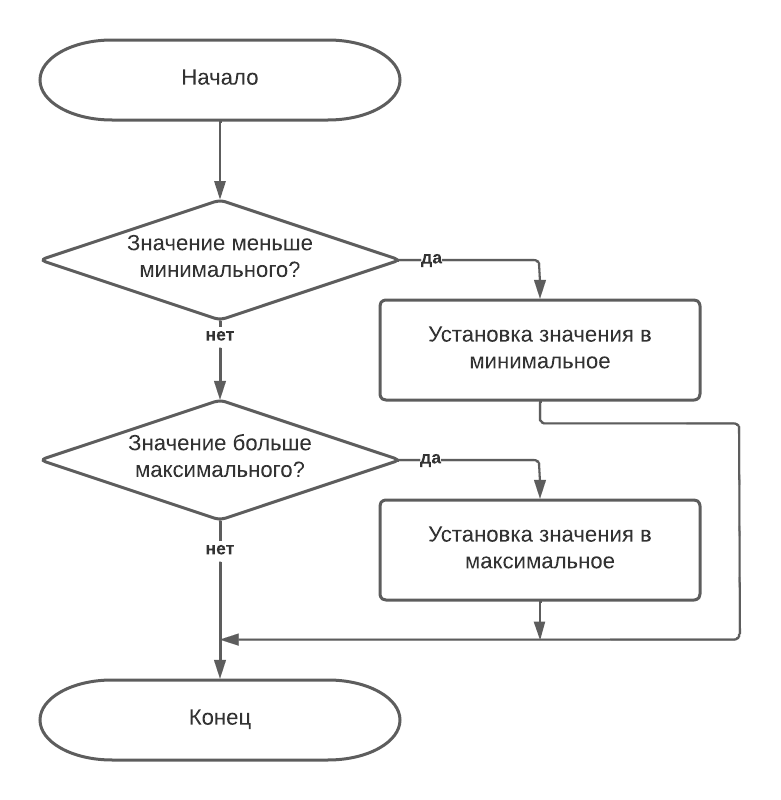 Начало
Значение меньше
минимального?
да
Установка значения в
минимальное
нет
Значение больше
максимального?
да
Установка значения в
максимальное
нет
Конец